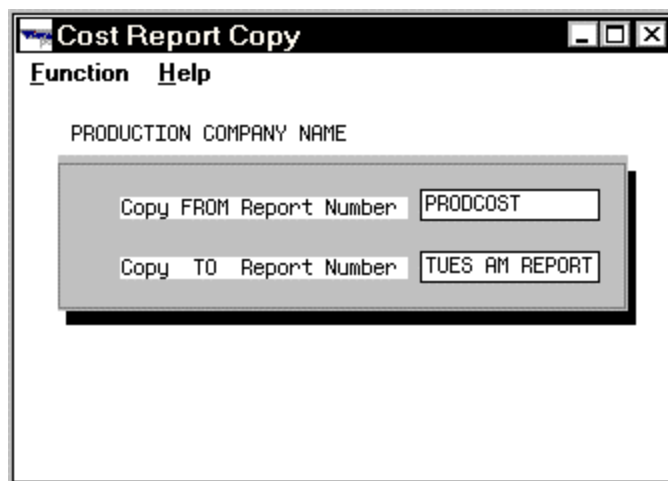 Cost Report Copy
Function Help
PRODUCTION COMPANY NAME
Copy FROM Report Number PRODCOST
Copy TO Report Number TUES AM REPORT